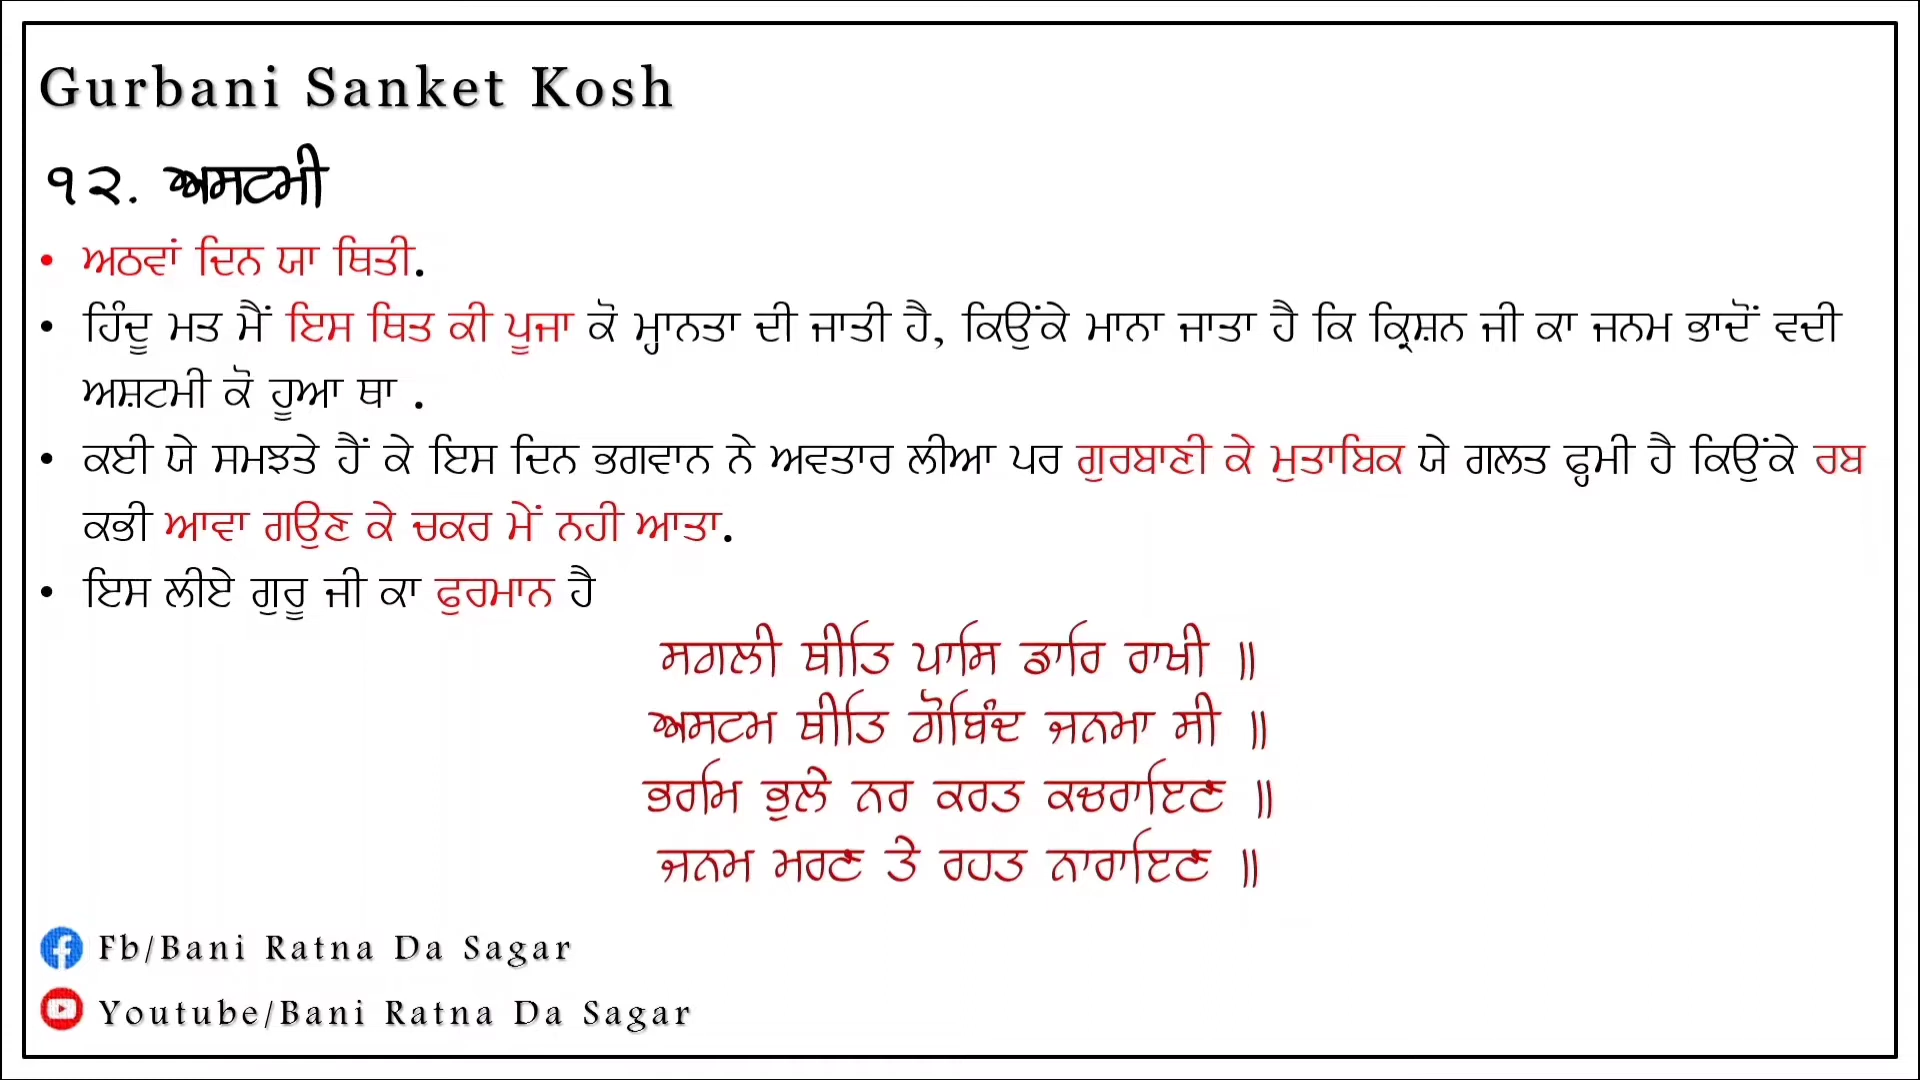 Gurbani Sanket Kosh
੧੨. ਅਸਟਮੀ
• ਅਠਵਾਂ ਦਿਨ ਯਾ ਥਿਤੀ.
• ਹਿੰਦੂ ਮਤ ਮੈਂ ਇਸ ਥਿਤ ਕੀ ਪੂਜਾ ਕੋ ਮ੍ਹਾਨਤਾ ਦੀ ਜਾਤੀ ਹੈ, ਕਿਉਂਕੇ ਮਾਨਾ ਜਾਤਾ ਹੈ ਕਿ ਕ੍ਰਿਸ਼ਨ ਜੀ ਕਾ ਜਨਮ ਭਾਦੋਂ ਵਦੀ
ਅਸ਼ਟਮੀ ਕੋ ਹੂਆ ਥਾ .
• ਕਈ ਯੇ ਸਮਝਤੇ ਹੈਂ ਕੇ ਇਸ ਦਿਨ ਭਗਵਾਨ ਨੇ ਅਵਤਾਰ ਲੀਆ ਪਰ ਗੁਰਬਾਣੀ ਕੇ ਮੁਤਾਬਿਕ ਯੇ ਗਲਤ ਫ੍ਹਮੀ ਹੈ ਕਿਉਂਕੇ ਰਬ
ਕਭੀ ਆਵਾ ਗਉਣ ਕੇ ਚਕਰ ਮੇਂ ਨਹੀ ਆਤਾ.
• ਇਸ ਲੀਏ ਗੁਰੂ ਜੀ ਕਾ ਫੁਰਮਾਨ ਹੈ
ਸਗਲੀ ਥੀਤਿ ਪਾਸਿ ਡਾਰਿ ਰਾਖੀ ॥
ਅਸਟਮ ਥੀਤਿ ਗੋਬਿੰਦ ਜਨਮਾ ਸੀ ॥
ਭਰਮਿ ਭੁਲੇ ਨਰ ਕਰਤ ਕਚਰਾਇਣ ॥
ਜਨਮ ਮਰਣ ਤੇ ਰਹਤ ਨਾਰਾਇਣ ॥
Fb/Bani Ratna Da Sagar
Youtube/Bani Ratna Da Sagar